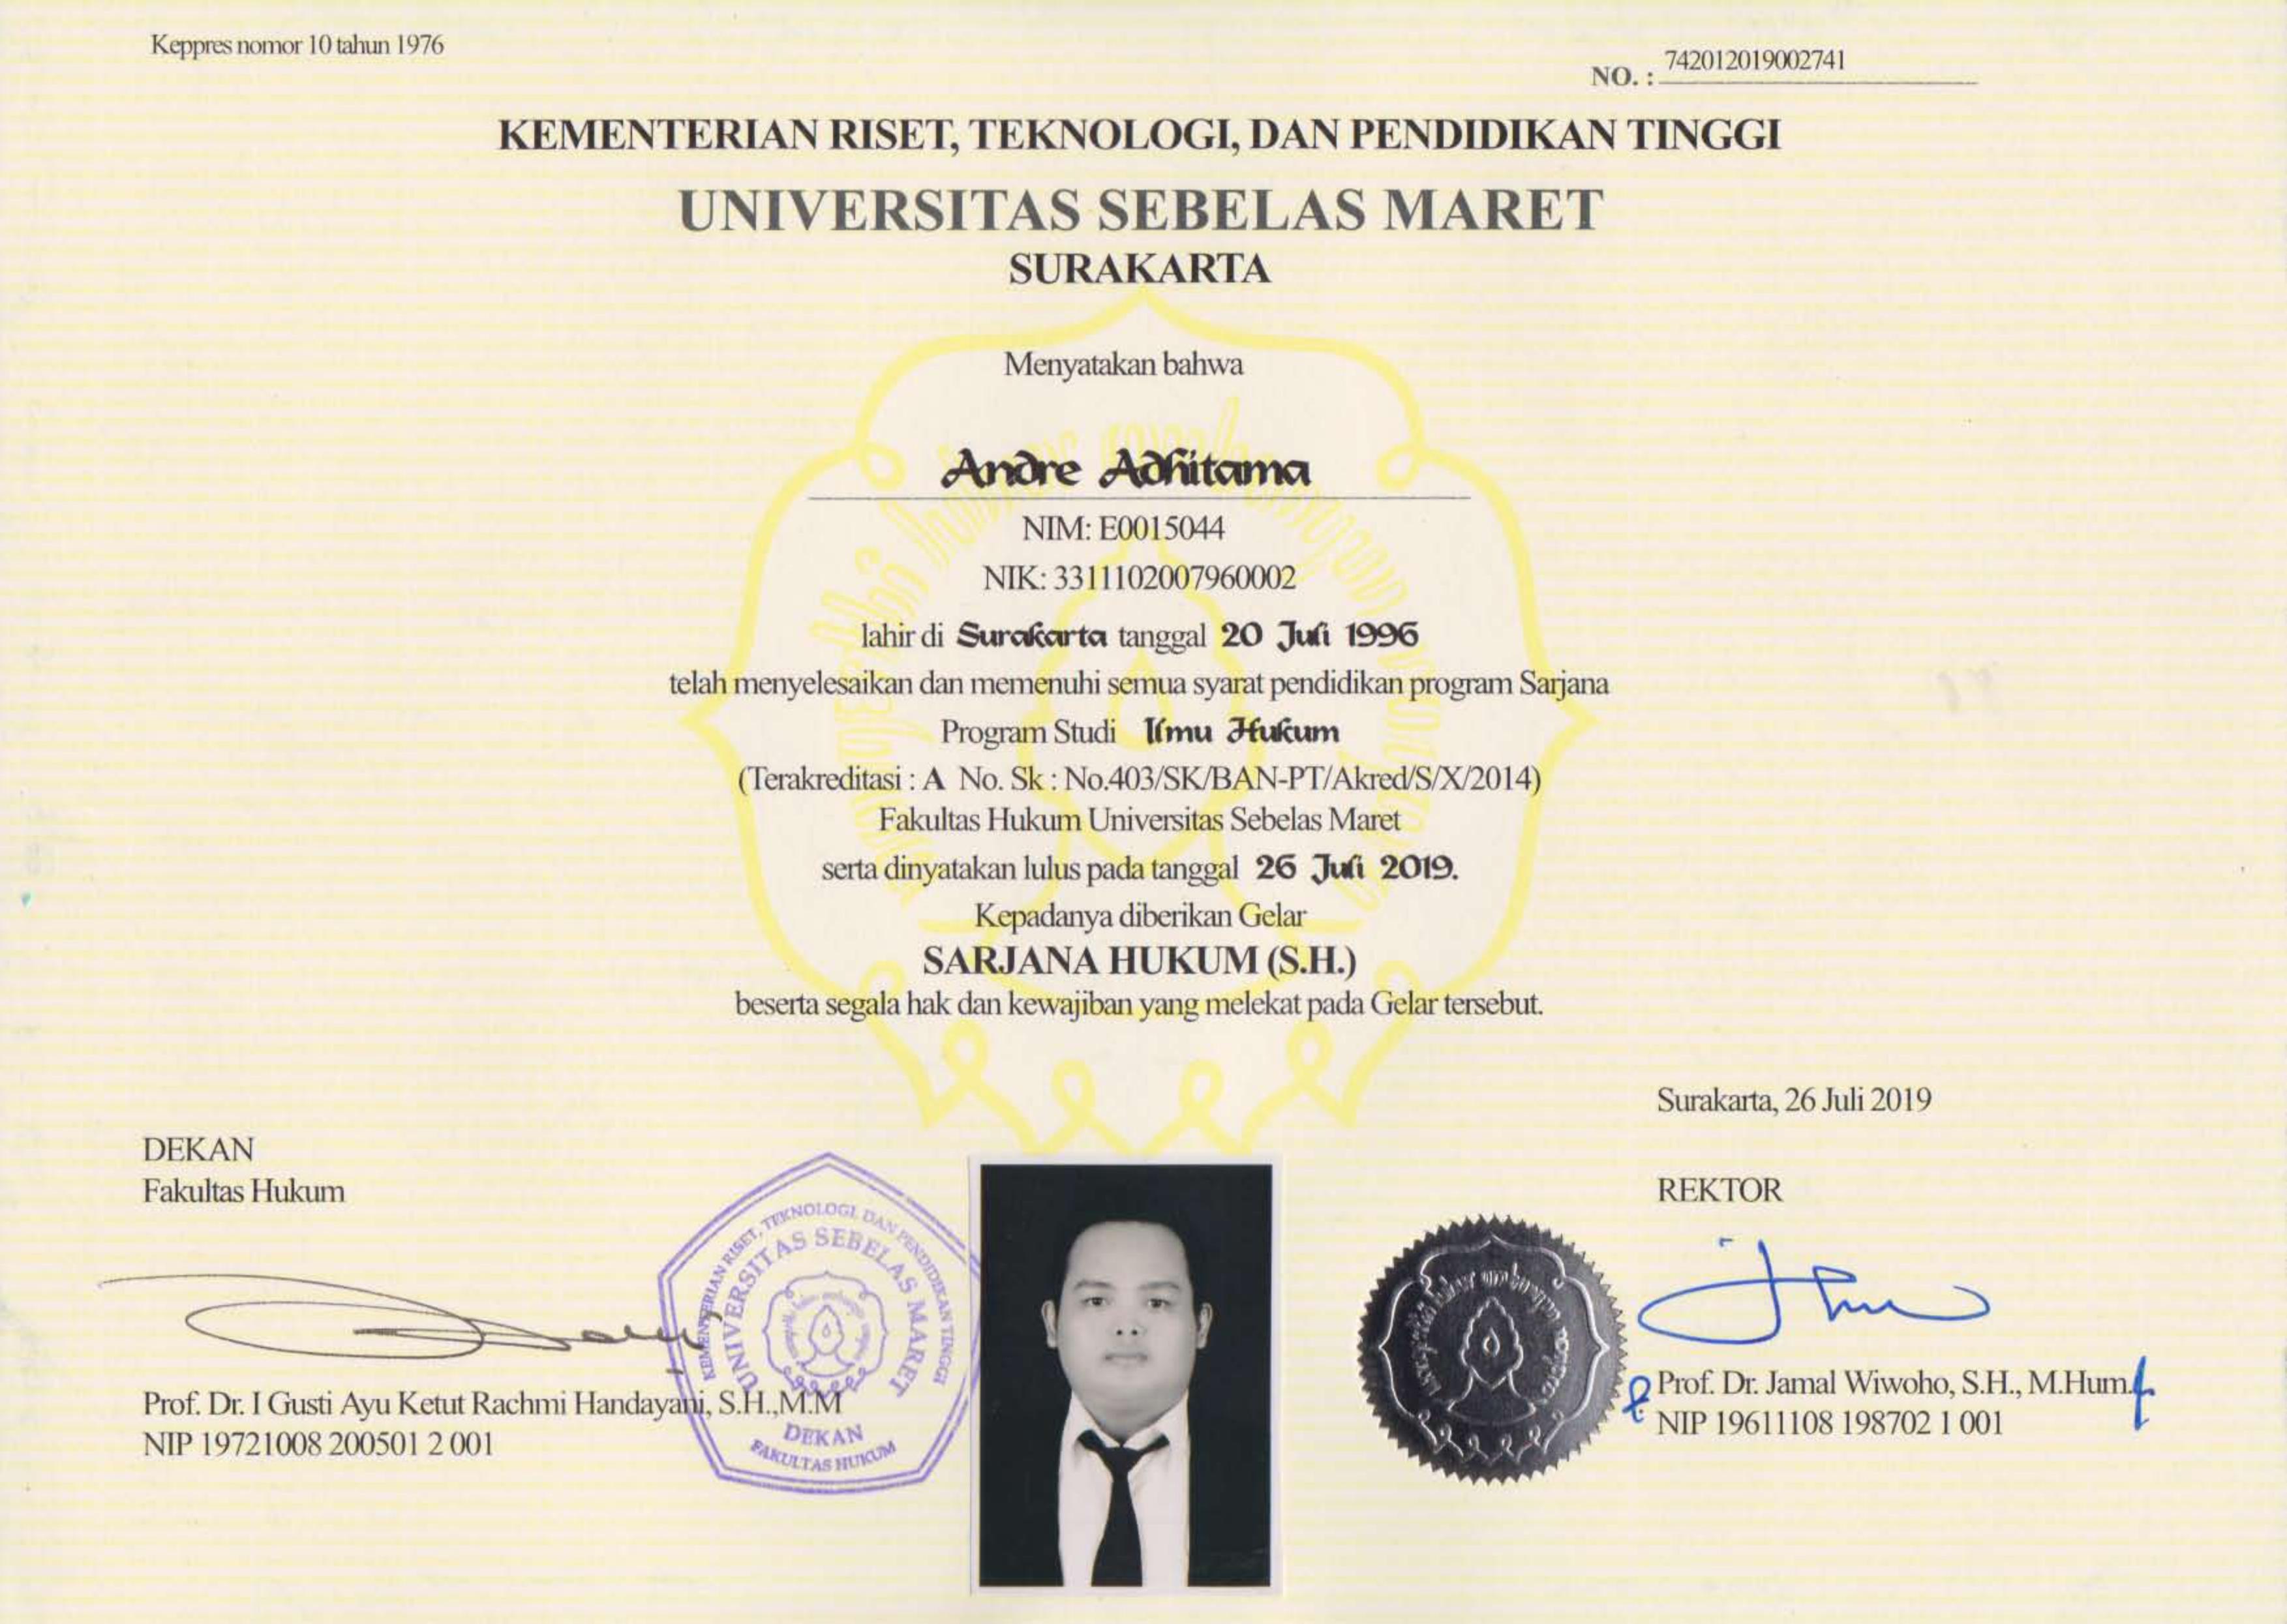 Keppres nomor 10 tahun 1976
NO. : 742012019002741
KEMENTERIAN RISET, TEKNOLOGI, DAN PENDIDIKAN TINGGI
UNIVERSITAS SEBELAS MARET
SURAKARTA
Menyatakan bahwa
Andre Adhitama
NIM: E0015044
NIK: 3311102007960002
lahir di Surakarta tanggal 20 Juli 1996
telah menyelesaikan dan memenuhi semua syarat pendidikan program Sarjana
Program Studi Ilmu Hukum
(Terakreditasi : A No. Sk : No.403/SK/BAN-PT/Akred/S/X/2014)
Fakultas Hukum Universitas Sebelas Maret
serta dinyatakan lulus pada tanggal 26 Juli 2019.
Kepadanya diberikan Gelar
SARJANA HUKUM (S.H.)
beserta segala hak dan kewajiban yang melekat pada Gelar tersebut.
Surakarta, 26 Juli 2019
DEKAN
Fakultas Hukum
Prof. Dr. I Gusti Ayu Ketut Rachmi Handayani, S.H.,M.M
NIP 19721008 200501 2 001
KEMENTERIAN RISET, TEKNOLOGI, DAN PENDIDIKAN TINGGI
UNIVERSITAS SEBELAS MARET
DEKAN
FAKULTAS HUKUM
REKTOR
Prof. Dr. Jamal Wiwoho, S.H., M.Hum.
NIP 19611108 198702 1 001